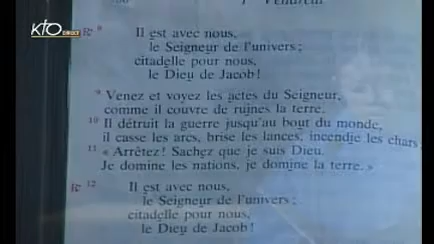 KTO
DIRECT
1 Vendredi
℟ 8 Il est avec nous,
le Seigneur de l'univers ;
citadelle pour nous,
le Dieu de Jacob !
9 Venez et voyez les actes du Seigneur,
comme il couvre de ruines la terre.
10 Il détruit la guerre jusqu'au bout du monde,
il casse les arcs, brise les lances, incendie les chars ;
11 « Arrêtez ! Sachez que je suis Dieu.
Je domine les nations, je domine la terre. »
℟ 12 Il est avec nous,
le Seigneur de l'univers ;
citadelle pour nous,
le Dieu de Jacob !